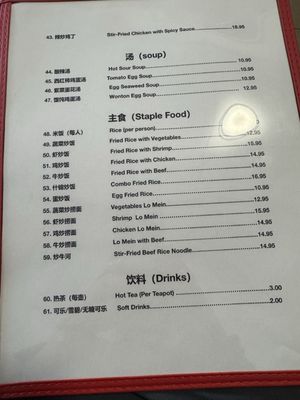 43. 辣炒鸡丁 Stir-Fried Chicken with Spicy Sauce 18.95
汤 (soup)
44. 酸辣汤 Hot Sour Soup 10.95
45. 西红柿鸡蛋汤 Tomato Egg Soup 10.95
46. 紫菜蛋花汤 Egg Seaweed Soup 10.95
47. 馄饨鸡蛋汤 Wonton Egg Soup 12.95
主食 (Staple Food)
48. 米饭 (每人) Rice (per person)
49. 蔬菜炒饭 Fried Rice with Vegetables 12.95
50. 虾炒饭 Fried Rice with Shrimp 15.95
51. 鸡炒饭 Fried Rice with Chicken 14.95
52. 牛炒饭 Fried Rice with Beef 14.95
53. 什锦炒饭 Combo Fried Rice 16.95
54. 蛋炒饭 Egg Fried Rice 10.95
55. 蔬菜炒捞面 Vegetables Lo Mein 12.95
56. 虾炒捞面 Shrimp Lo Mein 15.95
57. 鸡炒捞面 Chicken Lo Mein 14.95
58. 牛炒捞面 Lo Mein with Beef 14.95
59. 炒牛河 Stir-Fried Beef Rice Noodle 14.95
饮料 (Drinks)
60. 热茶 (每壶) Hot Tea (Per Teapot) 3.00
61. 可乐/雪碧/无糖可乐 Soft Drinks 2.00